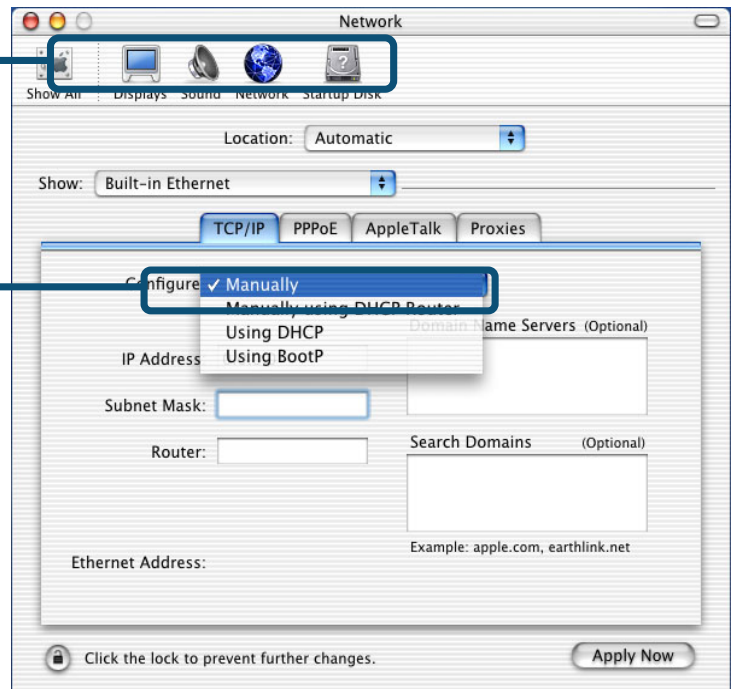 Network
Show All Displays Sound Network Startup Disk
Location: Automatic
Show: Built-in Ethernet
TCP/IP PPPoE AppleTalk Proxies
Configure ✓ Manually
Manually using DHCP Router
Using DHCP
Using BootP
Domain Name Servers (Optional)
IP Address
Subnet Mask:
Router:
Search Domains (Optional)
Example: apple.com, earthlink.net
Ethernet Address:
Click the lock to prevent further changes.
Apply Now